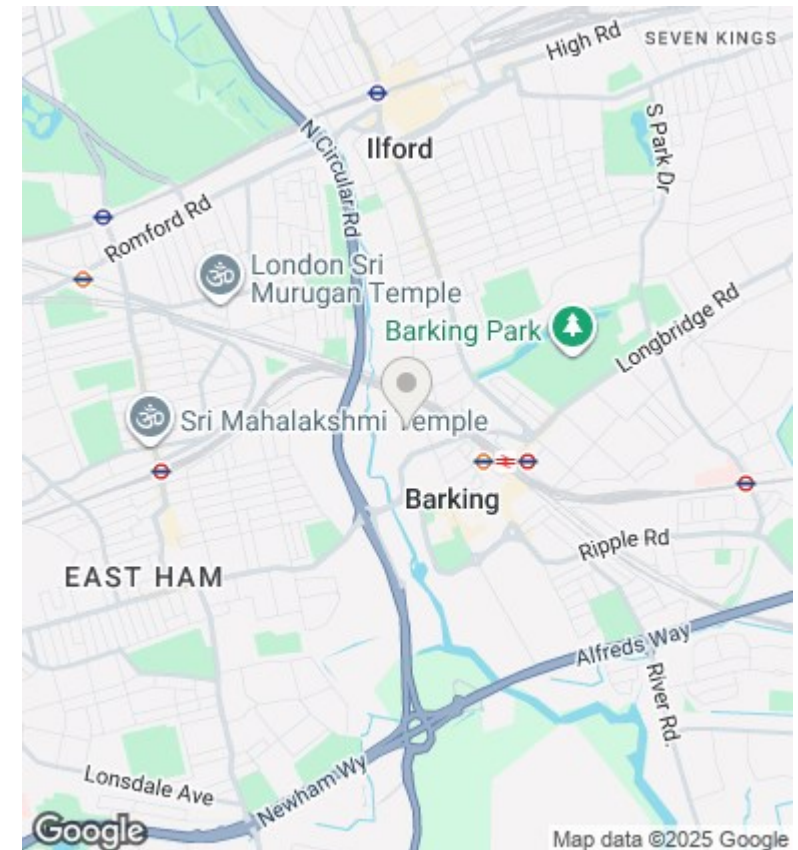 High Rd
SEVEN KINGS
Ilford
N Circular Rd
S Park Dr
Romford Rd
London Sri
Murugan Temple
Barking Park
Longbridge Rd
Sri Mahalakshmi Temple
Barking
Ripple Rd
EAST HAM
Alfreds Way
River Rd.
Lonsdale Ave
Newham Wy
Google
Map data ©2025 Google